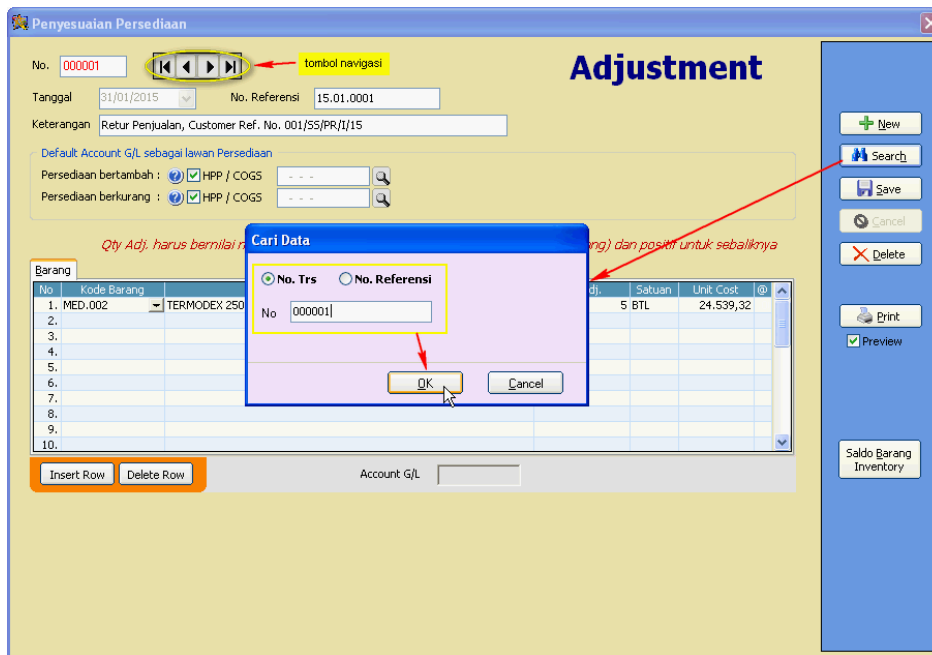 Penyesuaian Persediaan
No. 000001 tombol navigasi Adjustment
Tanggal 31/01/2015 No. Referensi 15.01.0001
Keterangan Retur Penjualan, Customer Ref. No. 001/SS/PR/I/15
Default Account G/L sebagai lawan Persediaan
Persediaan bertambah : HPP / COGS - - -
Persediaan berkurang : HPP / COGS - - -
Qty Adj. harus bernilai dan positif untuk sebaliknya
Barang
No Kode Barang Satuan Unit Cost @
1. MED.002 TERMODEX 250 5 BTL 24.539,32
2.
3.
4.
5.
6.
7.
8.
9.
10.
Insert Row Delete Row Account G/L
Cari Data
No. Trs No. Referensi
No 000001
OK Cancel
New
Search
Save
Cancel
Delete
Print
Preview
Saldo Barang
Inventory